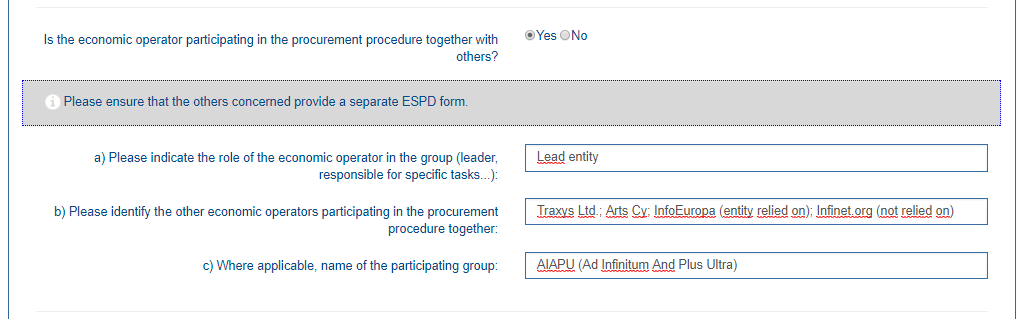 Is the economic operator participating in the procurement procedure together with
others?
Yes No
Please ensure that the others concerned provide a separate ESPD form.
a) Please indicate the role of the economic operator in the group (leader,
responsible for specific tasks...):
Lead entity
b) Please identify the other economic operators participating in the procurement
procedure together:
Traxys Ltd.; Arts Cy; InfoEuropa (entity relied on); Infinet.org (not relied on)
c) Where applicable, name of the participating group:
AIAPU (Ad Infinitum And Plus Ultra)